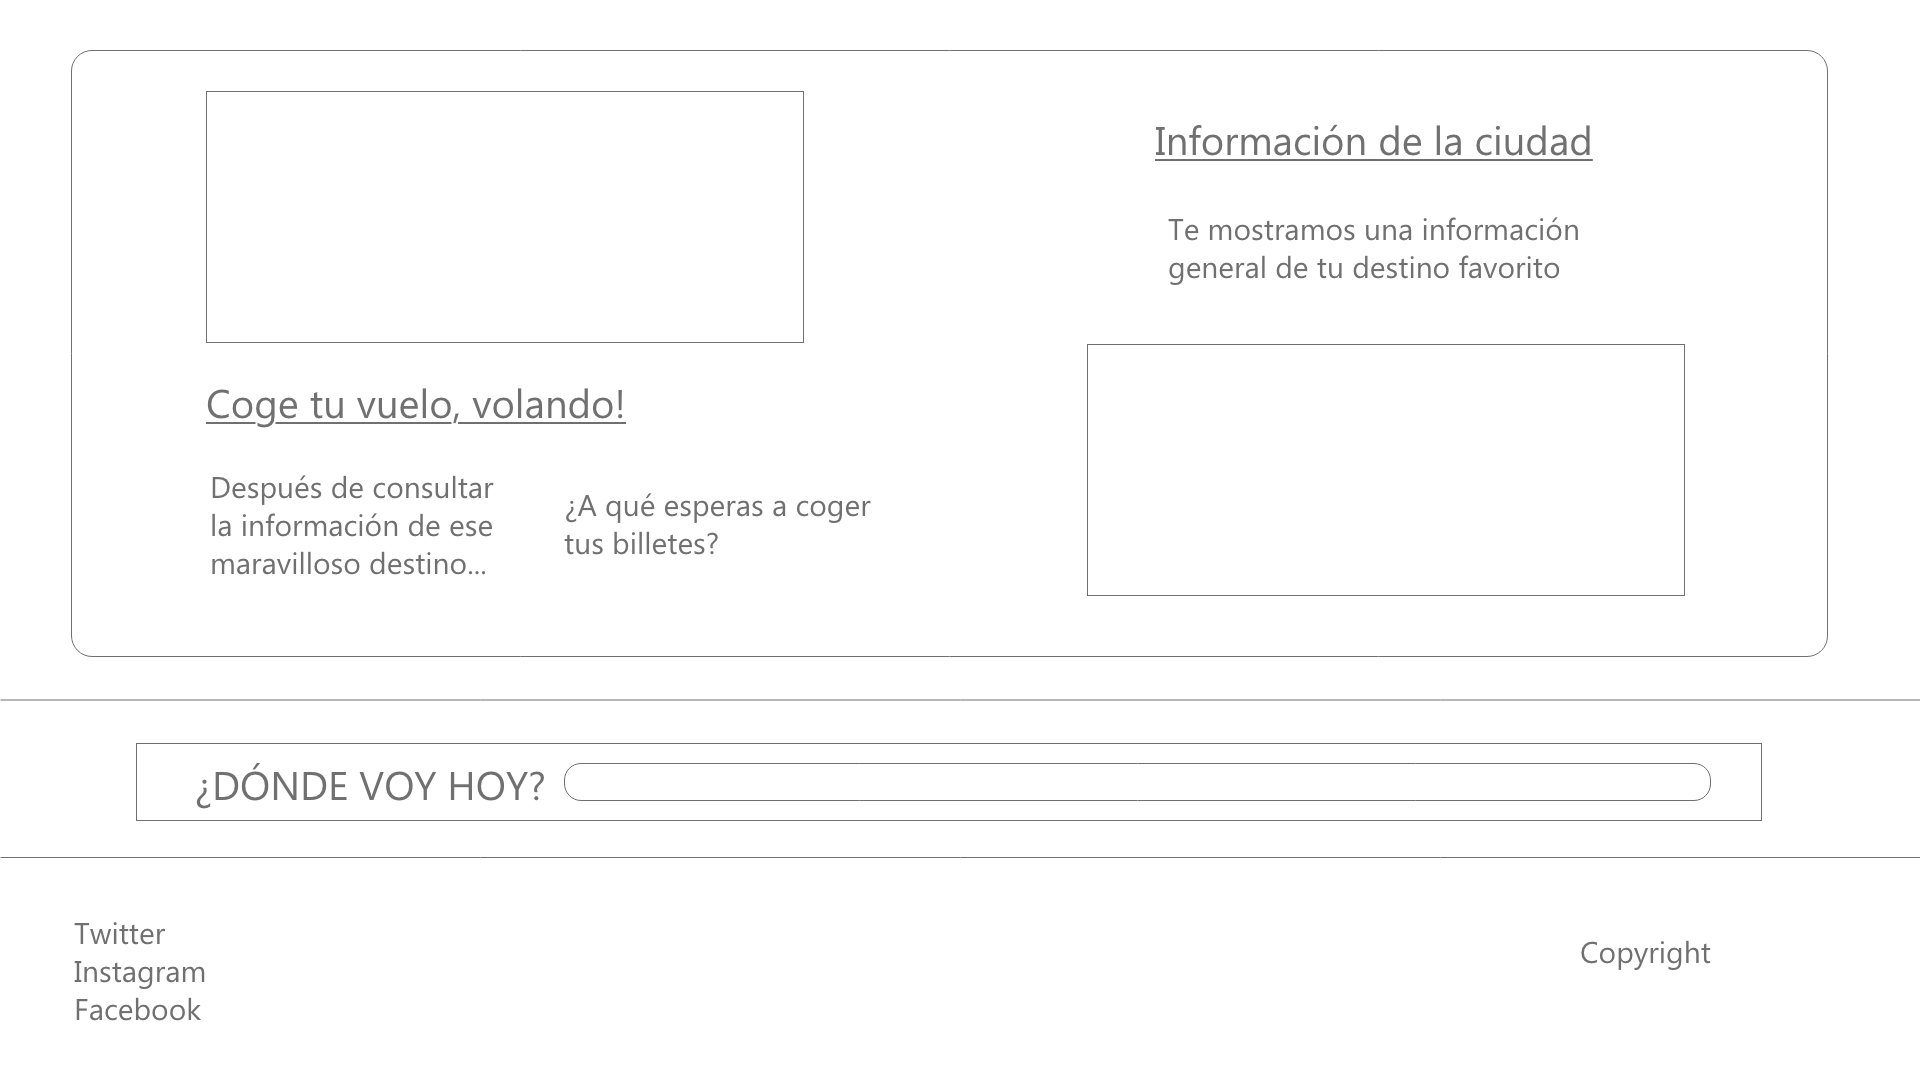 Información de la ciudad
Te mostramos una información
general de tu destino favorito
Coge tu vuelo, volando!
Después de consultar
la información de ese
maravilloso destino...
¿A qué esperas a coger
tus billetes?
¿DÓNDE VOY HOY?
Twitter
Instagram
Facebook
Copyright